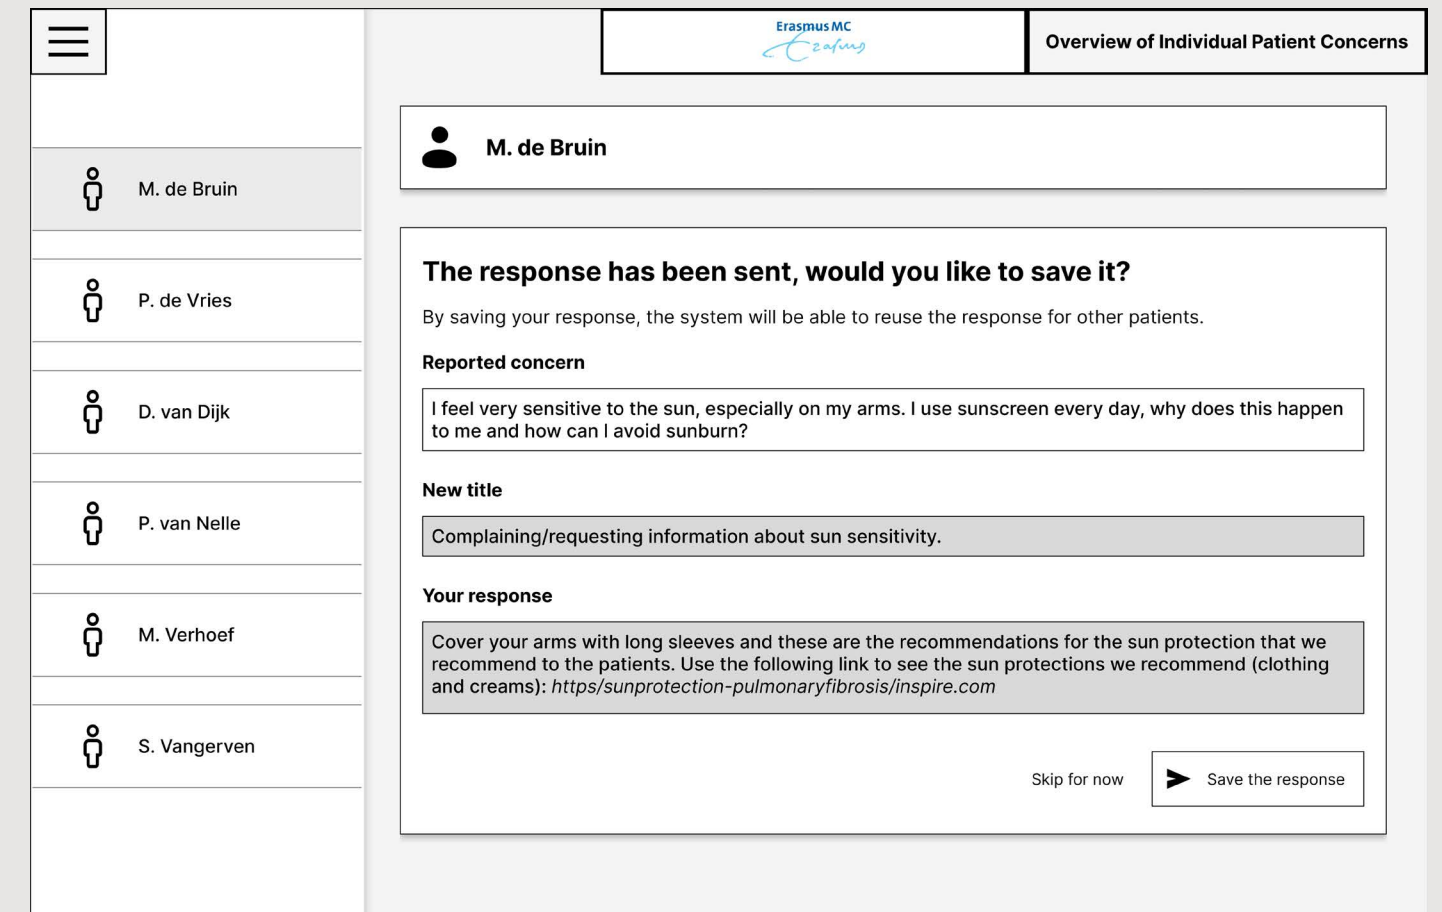 Erasmus MC
Erasmus
Overview of Individual Patient Concerns
M. de Bruin
P. de Vries
D. van Dijk
P. van Nelle
M. Verhoef
S. Vangerven
M. de Bruin
The response has been sent, would you like to save it?
By saving your response, the system will be able to reuse the response for other patients.
Reported concern
I feel very sensitive to the sun, especially on my arms. I use sunscreen every day, why does this happen
to me and how can I avoid sunburn?
New title
Complaining/requesting information about sun sensitivity.
Your response
Cover your arms with long sleeves and these are the recommendations for the sun protection that we
recommend to the patients. Use the following link to see the sun protections we recommend (clothing
and creams): https/sunprotection-pulmonaryfibrosis/inspire.com
Skip for now
Save the response